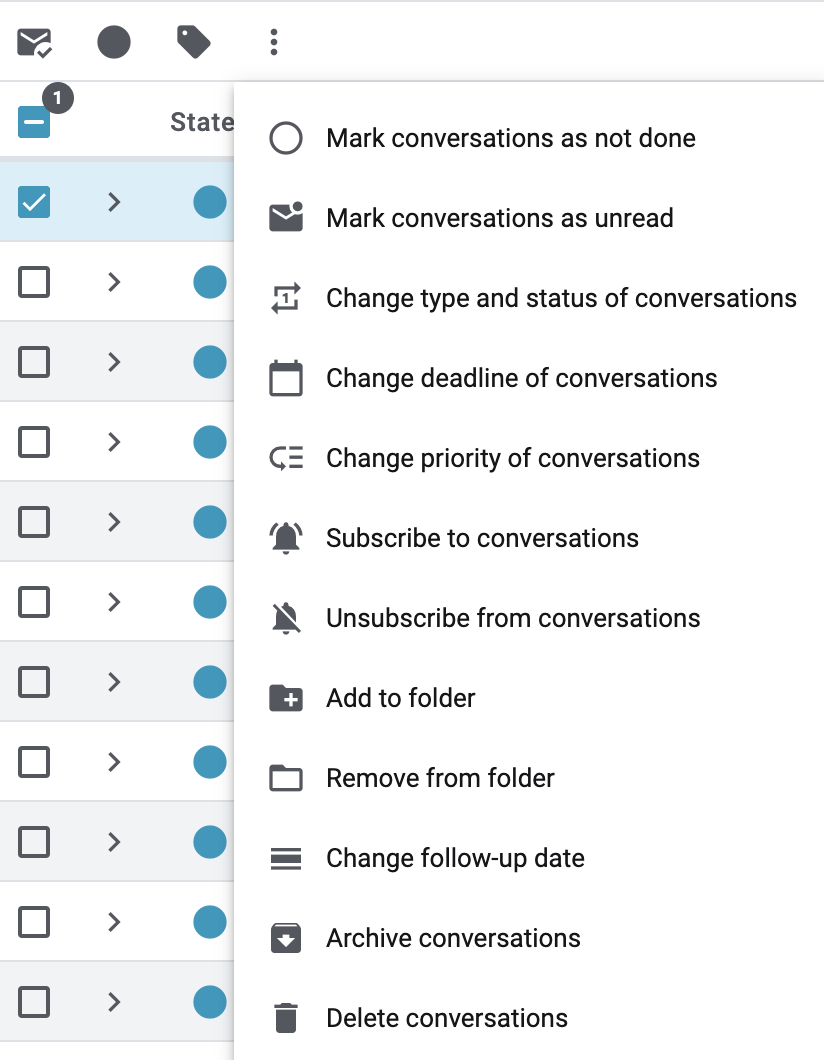 1
State
Mark conversations as not done
Mark conversations as unread
1
Change type and status of conversations
Change deadline of conversations
Change priority of conversations
Subscribe to conversations
Unsubscribe from conversations
Add to folder
Remove from folder
Change follow-up date
Archive conversations
Delete conversations